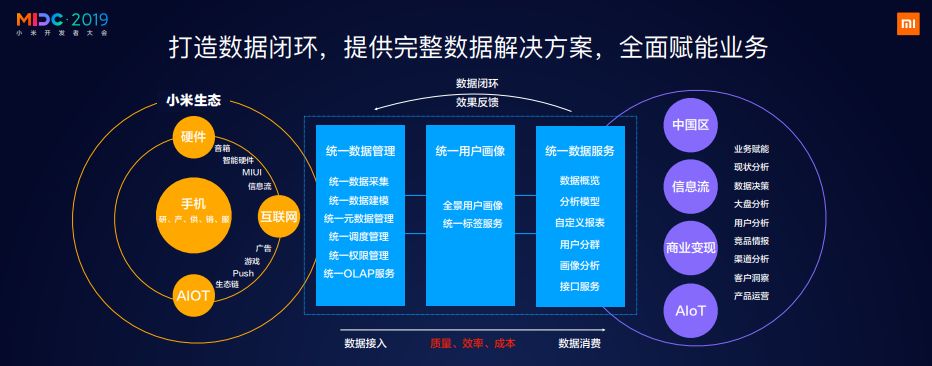 MIDC·2019
小米开发者大会
mi
打造数据闭环，提供完整数据解决方案，全面赋能业务
数据闭环
效果反馈
小米生态
硬件
音箱
智能硬件
MIUI
信息流
手机
研、产、供、销、服
互联网
广告
游戏
Push
生态链
AIOT
统一数据管理
统一数据采集
统一数据建模
统一元数据管理
统一调度管理
统一权限管理
统一OLAP服务
统一用户画像
全景用户画像
统一标签服务
统一数据服务
数据概览
分析模型
自定义报表
用户分群
画像分析
接口服务
中国区
信息流
商业变现
AIoT
业务赋能
现状分析
数据决策
大盘分析
用户分析
竞品情报
渠道分析
客户洞察
产品运营
数据接入
质量、效率、成本
数据消费